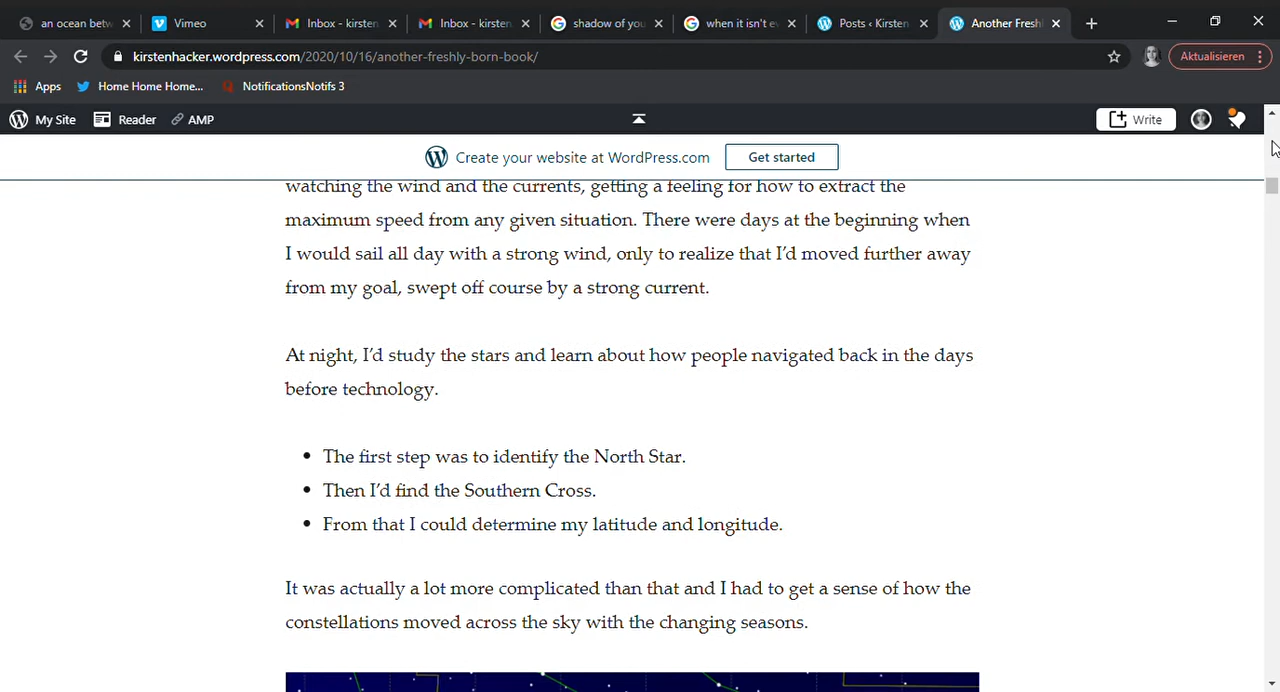 an ocean betw
Vimeo
Inbox - kirsten
Inbox - kirsten
shadow of you
when it isn't ev
Posts ‹ Kirsten
Another Fresh
kirstenhacker.wordpress.com/2020/10/16/another-freshly-born-book/
Aktualisieren
Apps
Home Home Home...
NotificationsNotifs 3
My Site
Reader
AMP
Write
Create your website at WordPress.com
Get started
watching the wind and the currents, getting a feeling for how to extract the
maximum speed from any given situation. There were days at the beginning when
I would sail all day with a strong wind, only to realize that I'd moved further away
from my goal, swept off course by a strong current.
At night, I'd study the stars and learn about how people navigated back in the days
before technology.
• The first step was to identify the North Star.
• Then I'd find the Southern Cross.
• From that I could determine my latitude and longitude.
It was actually a lot more complicated than that and I had to get a sense of how the
constellations moved across the sky with the changing seasons.